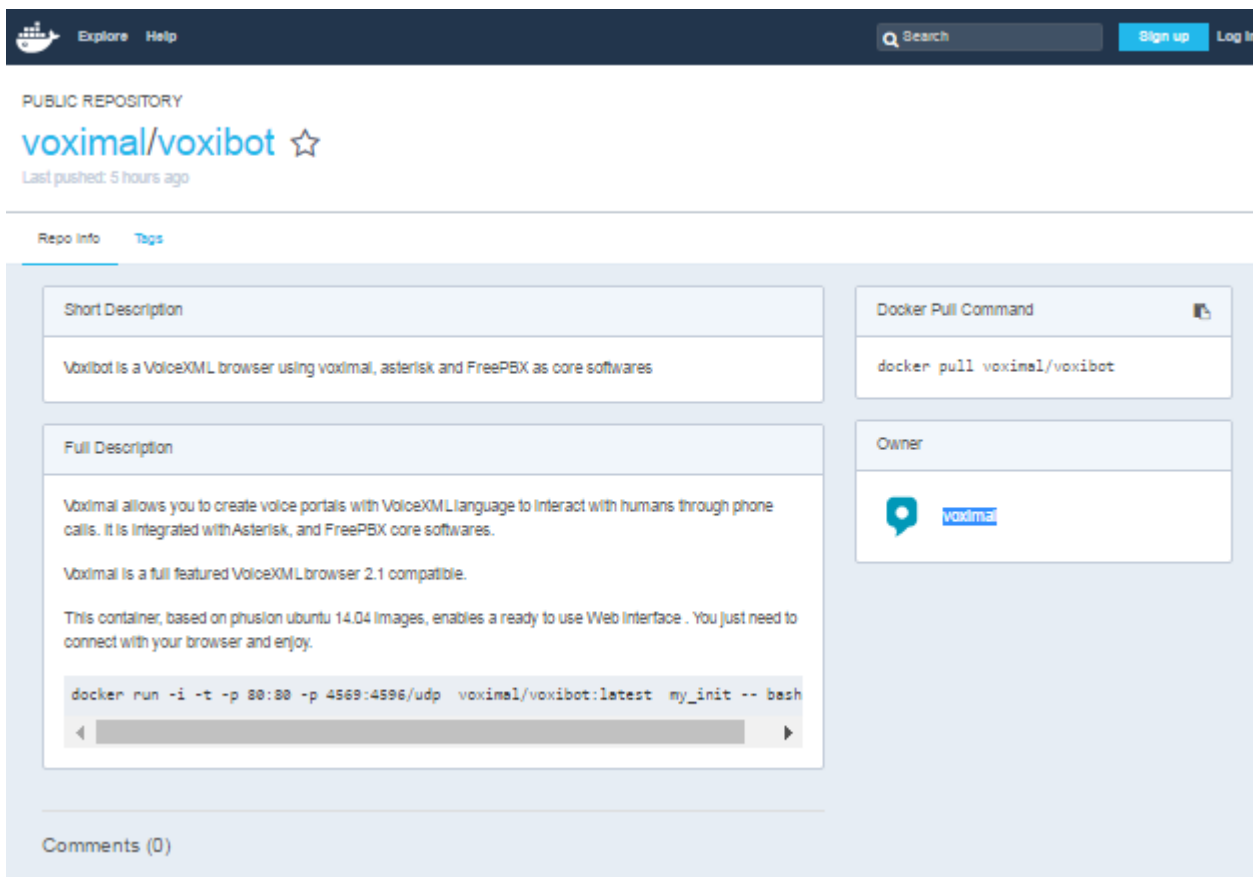 Explore Help Search Sign up Log In
PUBLIC REPOSITORY
voximal/voxibot
Last pushed: 5 hours ago
Repo Info Tags
Short Description
Voxibot is a VoiceXML browser using voximal, asterisk and FreePBX as core softwares
Full Description
Voximal allows you to create voice portals with VoiceXML language to interact with humans through phone
calls. It is integrated with Asterisk, and FreePBX core softwares.
Voximal is a full featured VoiceXML browser 2.1 compatible.
This container, based on phusion ubuntu 14.04 images, enables a ready to use Web Interface . You just need to
connect with your browser and enjoy.
docker run -i -t -p 80:80 -p 4569:4596/udp voximal/voxibot:latest my_init -- bash
Docker Pull Command
docker pull voximal/voxibot
Owner
voximal
Comments (0)